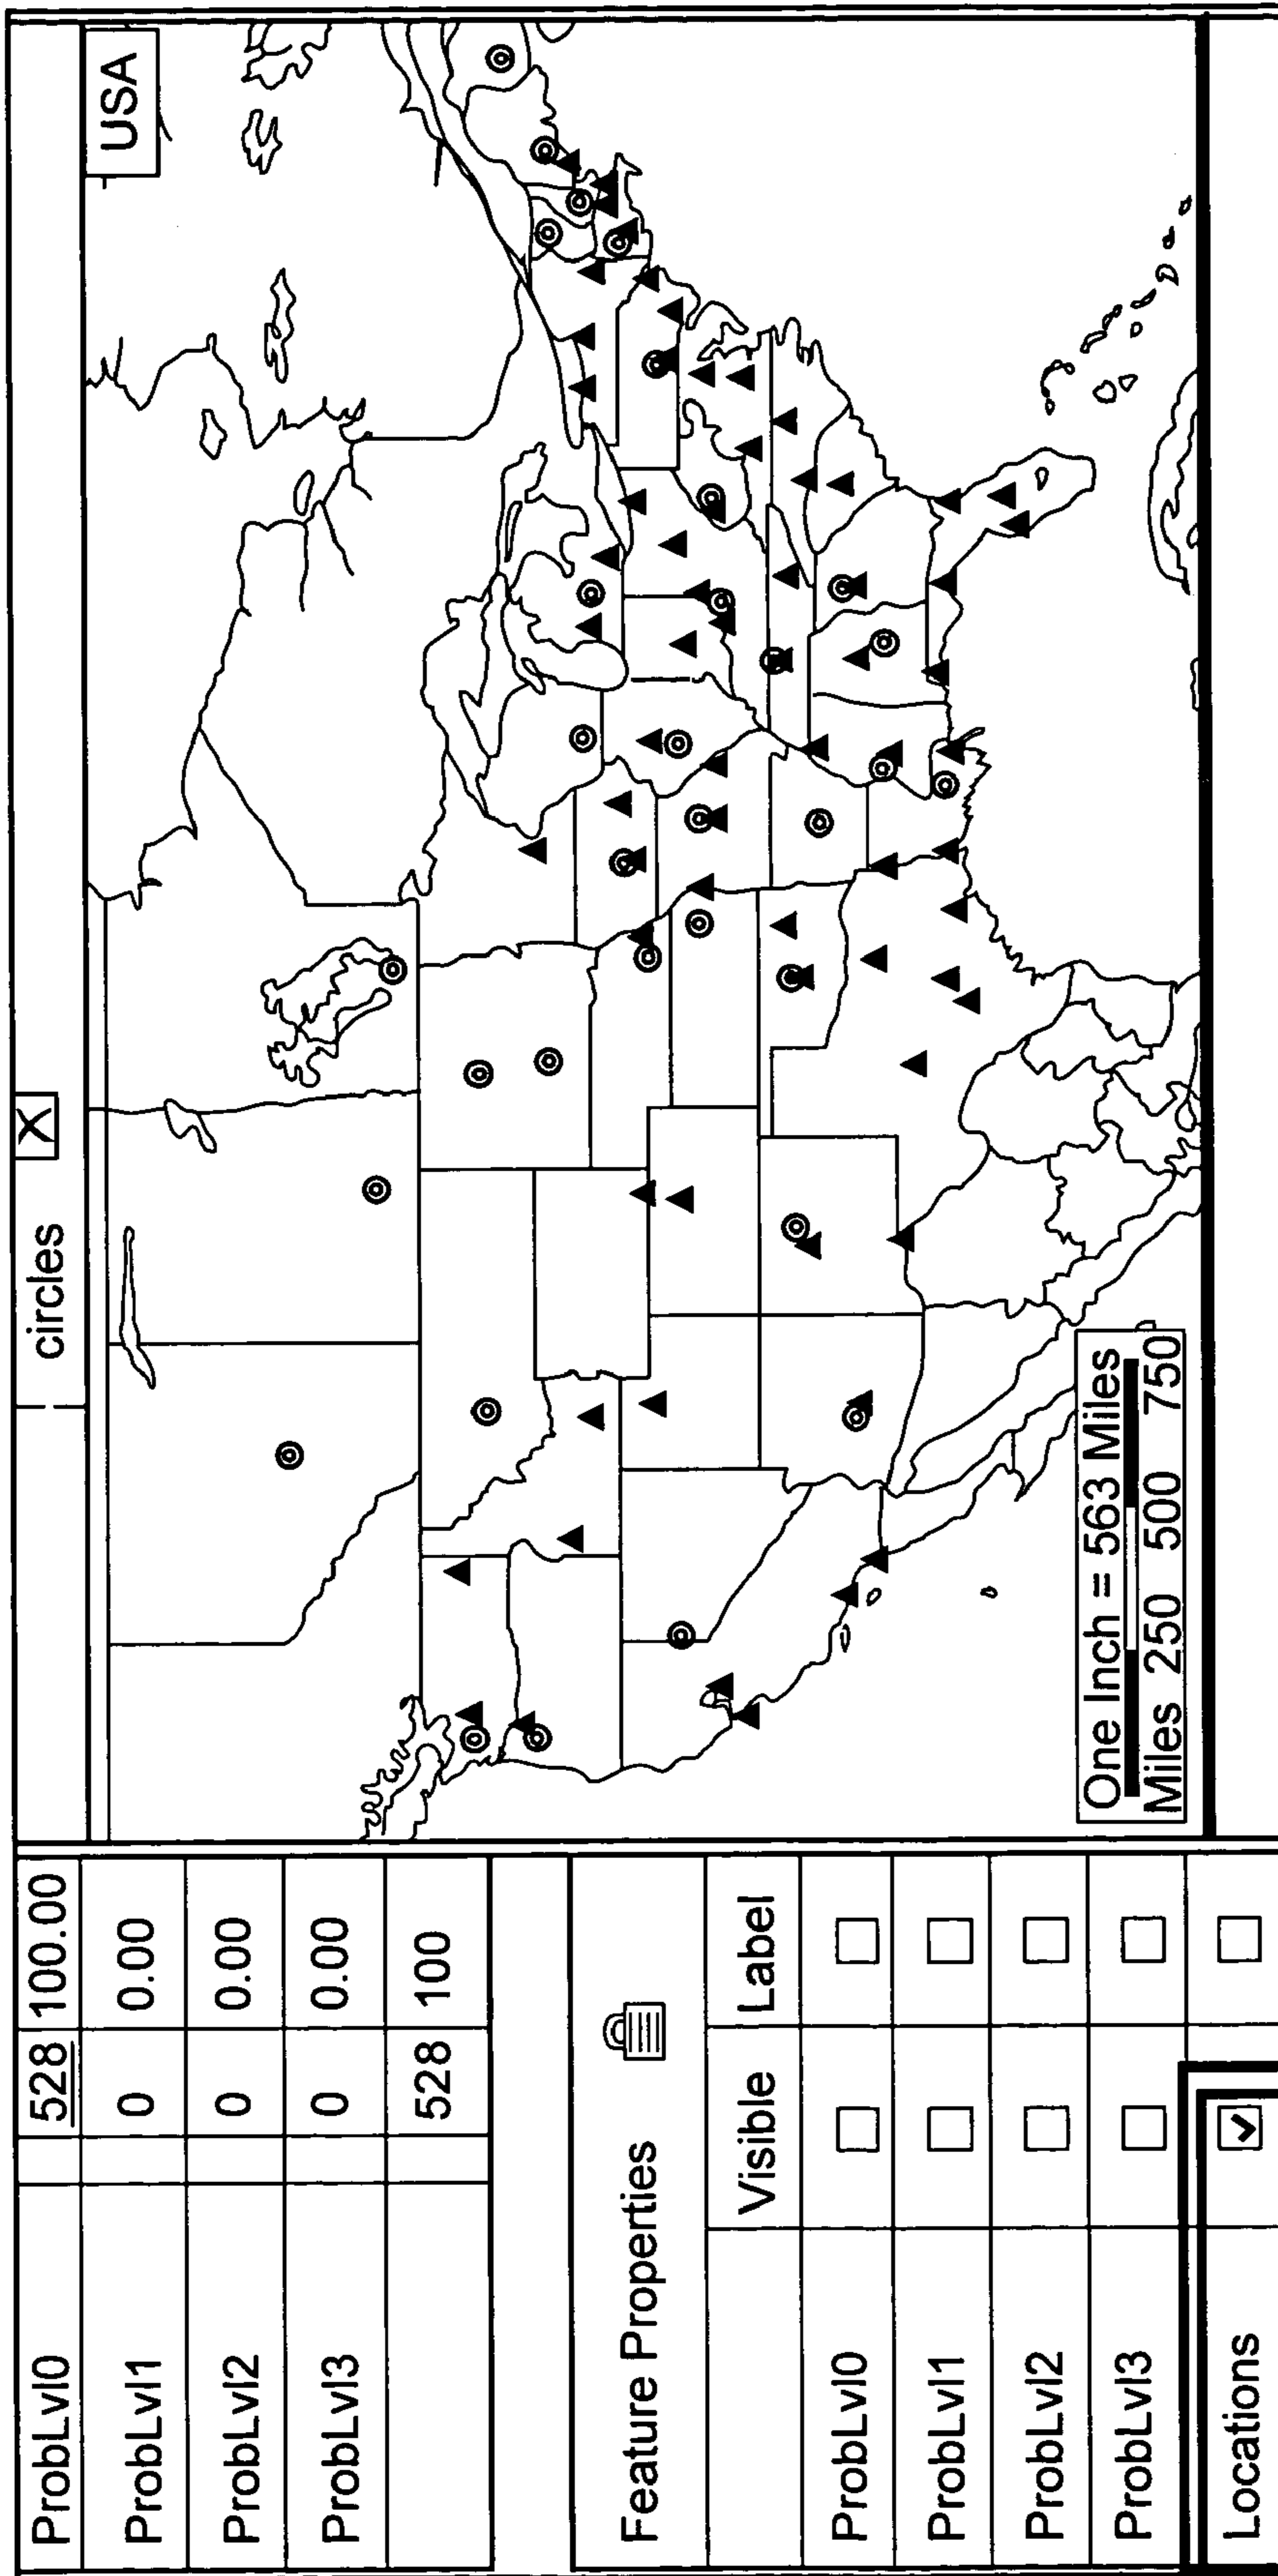 ProbLvl0 528 100.00
ProbLvl1 0 0.00
ProbLvl2 0 0.00
ProbLvl3 0 0.00
528 100
Feature Properties
Visible Label
ProbLvl0
ProbLvl1
ProbLvl2
ProbLvl3
Locations
circles X
USA
One Inch = 563 Miles
Miles 250 500 750